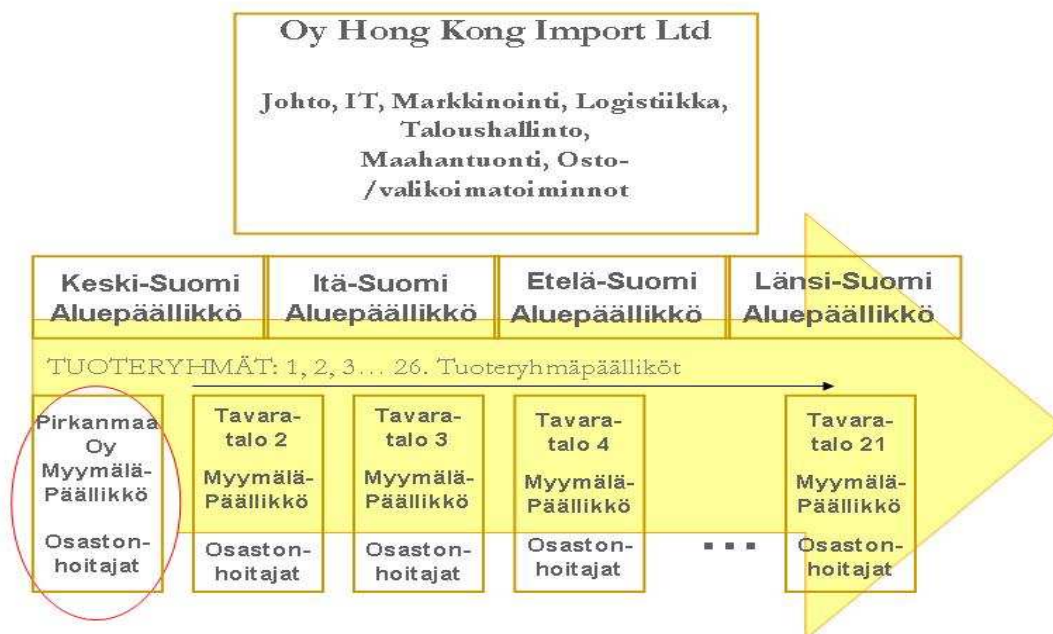 Oy Hong Kong Import Ltd
Johto, IT, Markkinointi, Logistiikka,
Taloushallinto,
Maahantuonti, Osto-
/valikoimatoiminnot
Keski-Suomi
Aluepäällikkö
Itä-Suomi
Aluepäällikkö
Etelä-Suomi
Aluepäällikkö
Länsi-Suomi
Aluepäällikkö
TUOTERYHMÄT: 1, 2, 3… 26. Tuoteryhmäpäälliköt
Pirkanmaa
Oy
Myymälä-
Päällikkö
Osaston-
hoitajat
Tavara-
talo 2
Myymälä-
Päällikkö
Osaston-
hoitajat
Tavara-
talo 3
Myymälä-
Päällikkö
Osaston-
hoitajat
Tavara-
talo 4
Myymälä-
Päällikkö
Osaston-
hoitajat
...
Tavara-
talo 21
Myymälä-
Päällikkö
Osaston-
hoitajat